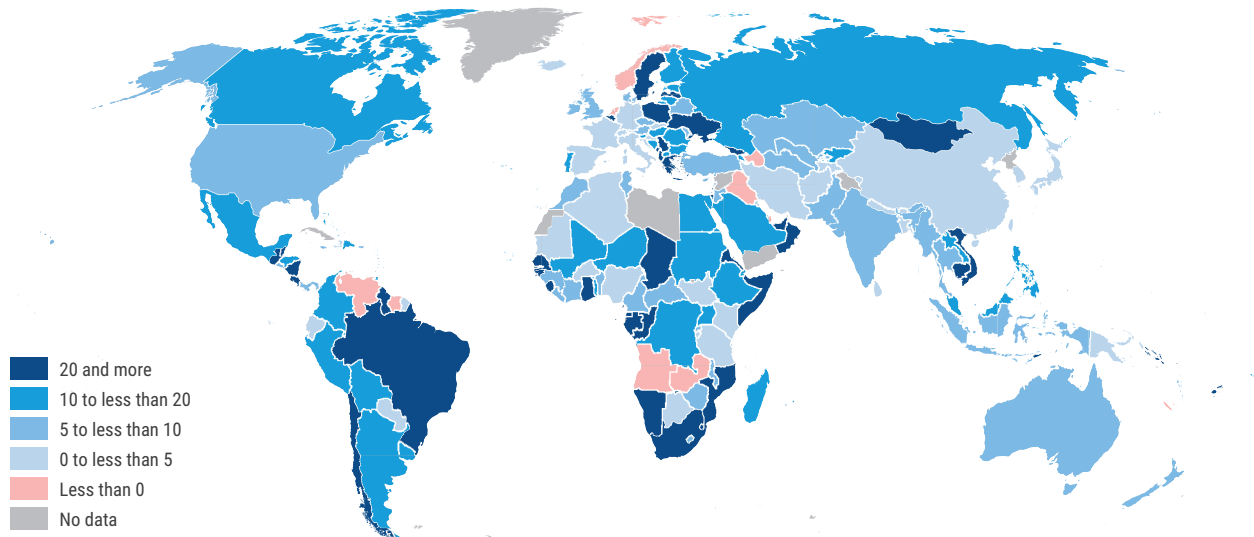 20 and more
10 to less than 20
5 to less than 10
0 to less than 5
Less than 0
No data